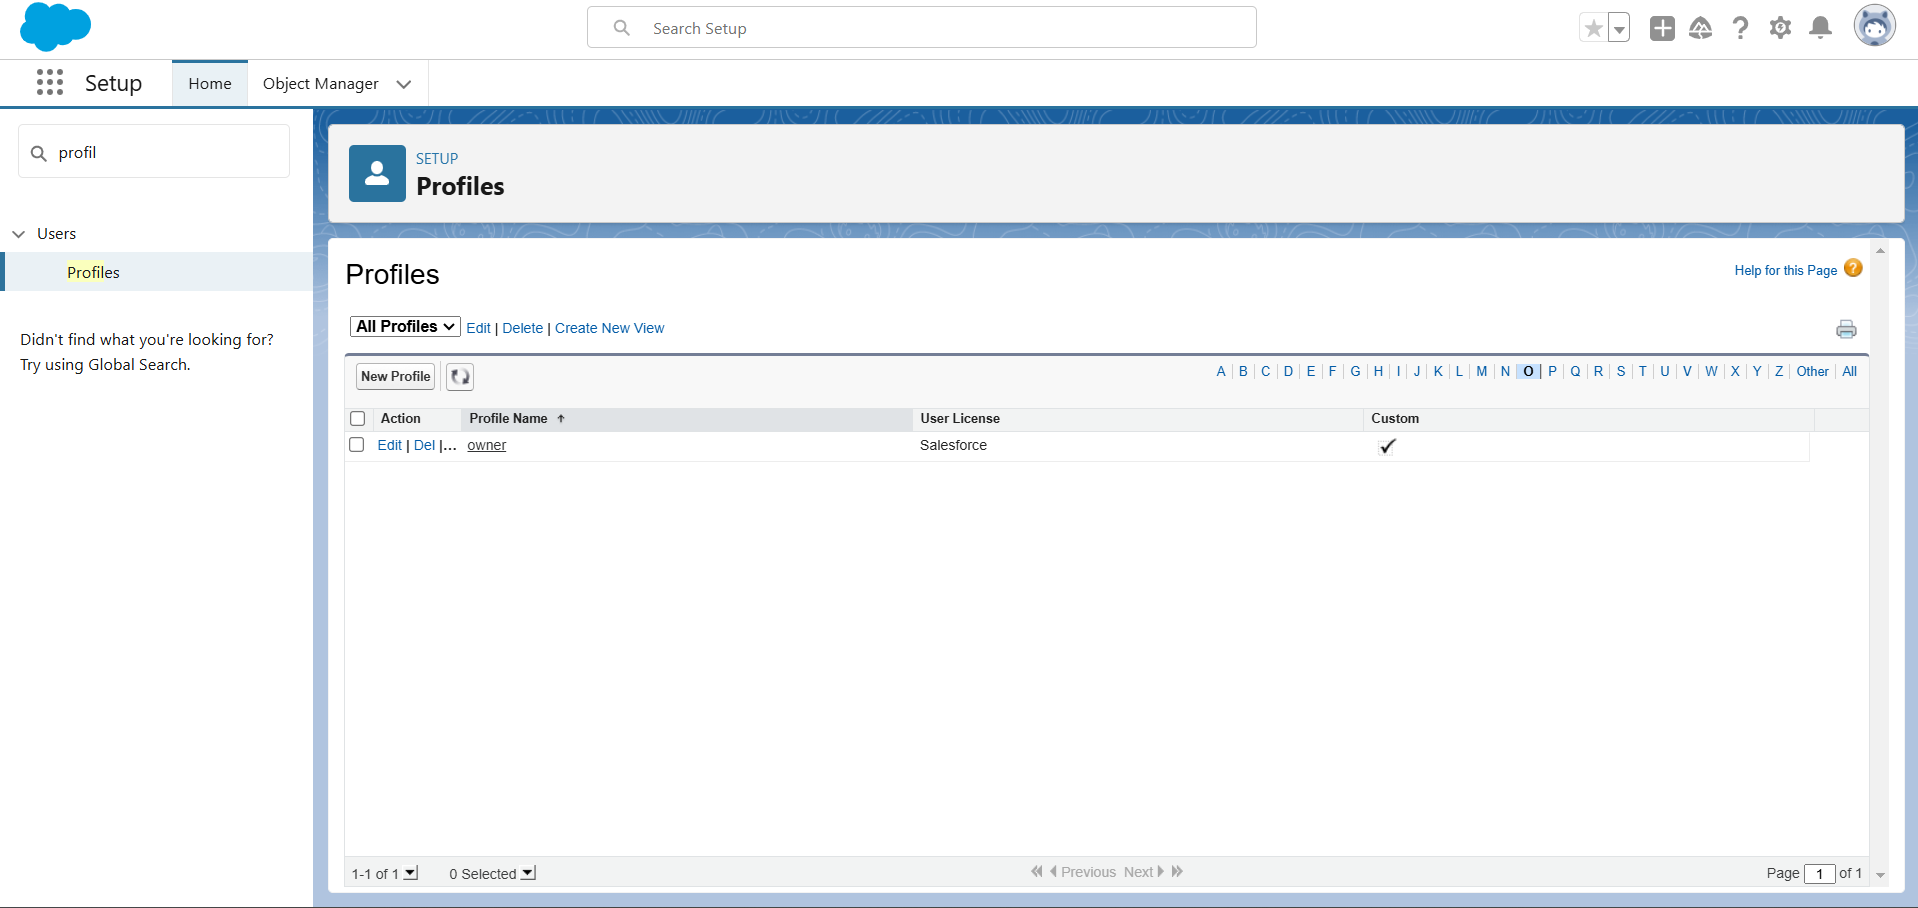 Search Setup
Setup
Home
Object Manager
profil
Users
Profiles
Didn't find what you're looking for?
Try using Global Search.
SETUP
Profiles
Profiles
Help for this Page ?
All Profiles Edit | Delete | Create New View
New Profile
A | B | C | D | E | F | G | H | I | J | K | L | M | N | O | P | Q | R | S | T | U | V | W | X | Y | Z | Other | All
Action Profile Name User License Custom
Edit | Del |... owner Salesforce
1-1 of 1 0 Selected Previous Next Page 1 of 1